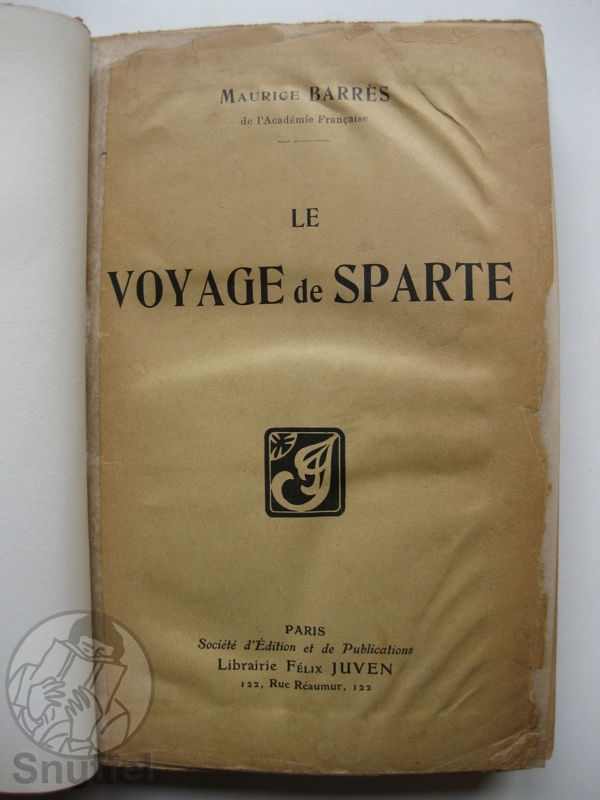 MAURICE BARRÈS
de l'Académie Française
LE
VOYAGE de SPARTE
PARIS
Société d'Édition et de Publications
Librairie FÉLIX JUVEN
122, RUE RÉAUMUR, 122
Snuffel